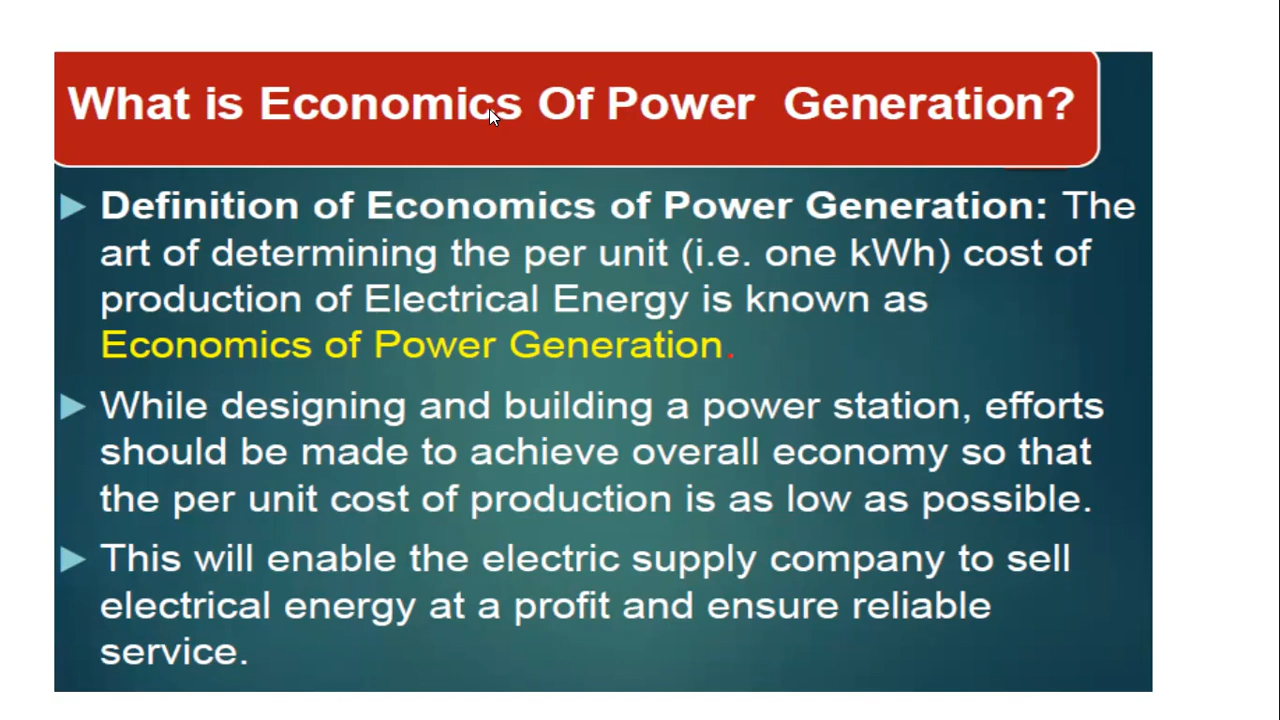 What is Economics Of Power Generation?
Definition of Economics of Power Generation: The
art of determining the per unit (i.e. one kWh) cost of
production of Electrical Energy is known as
Economics of Power Generation.
While designing and building a power station, efforts
should be made to achieve overall economy so that
the per unit cost of production is as low as possible.
This will enable the electric supply company to sell
electrical energy at a profit and ensure reliable
service.